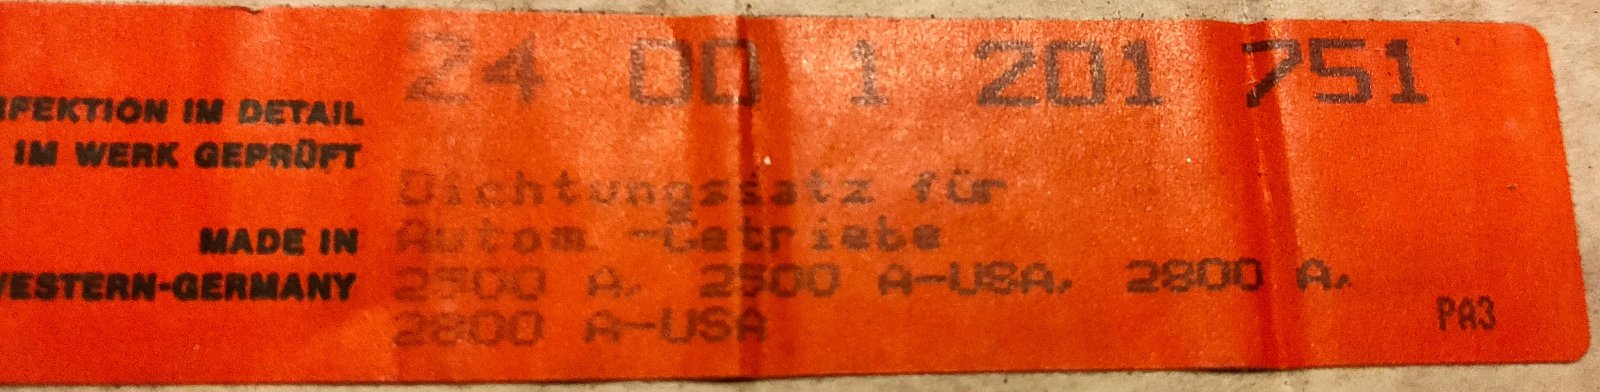 24 00 1 201 751
RFEKTION IM DETAIL
IM WERK GEPRÜFT
MADE IN
WESTERN-GERMANY
Dichtungssatz für
Autom.-Getriebe
2500 A, 2500 A-USA, 2800 A,
2800 A-USA
PA3